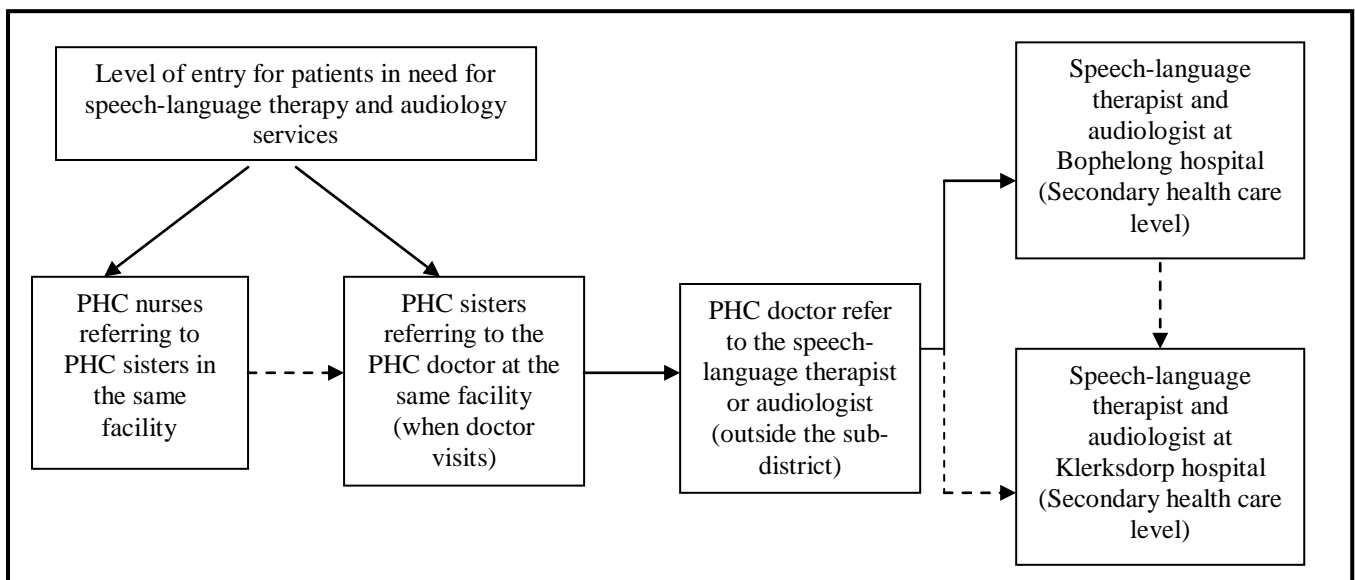 Level of entry for patients in need for
speech-language therapy and audiology
services
PHC nurses
referring to
PHC sisters in
the same
facility
PHC sisters
referring to the
PHC doctor at the
same facility
(when doctor
visits)
PHC doctor refer
to the speech-
language therapist
or audiologist
(outside the sub-
district)
Speech-language
therapist and
audiologist at
Bophelong hospital
(Secondary health care
level)
Speech-language
therapist and
audiologist at
Klerksdorp hospital
(Secondary health care
level)